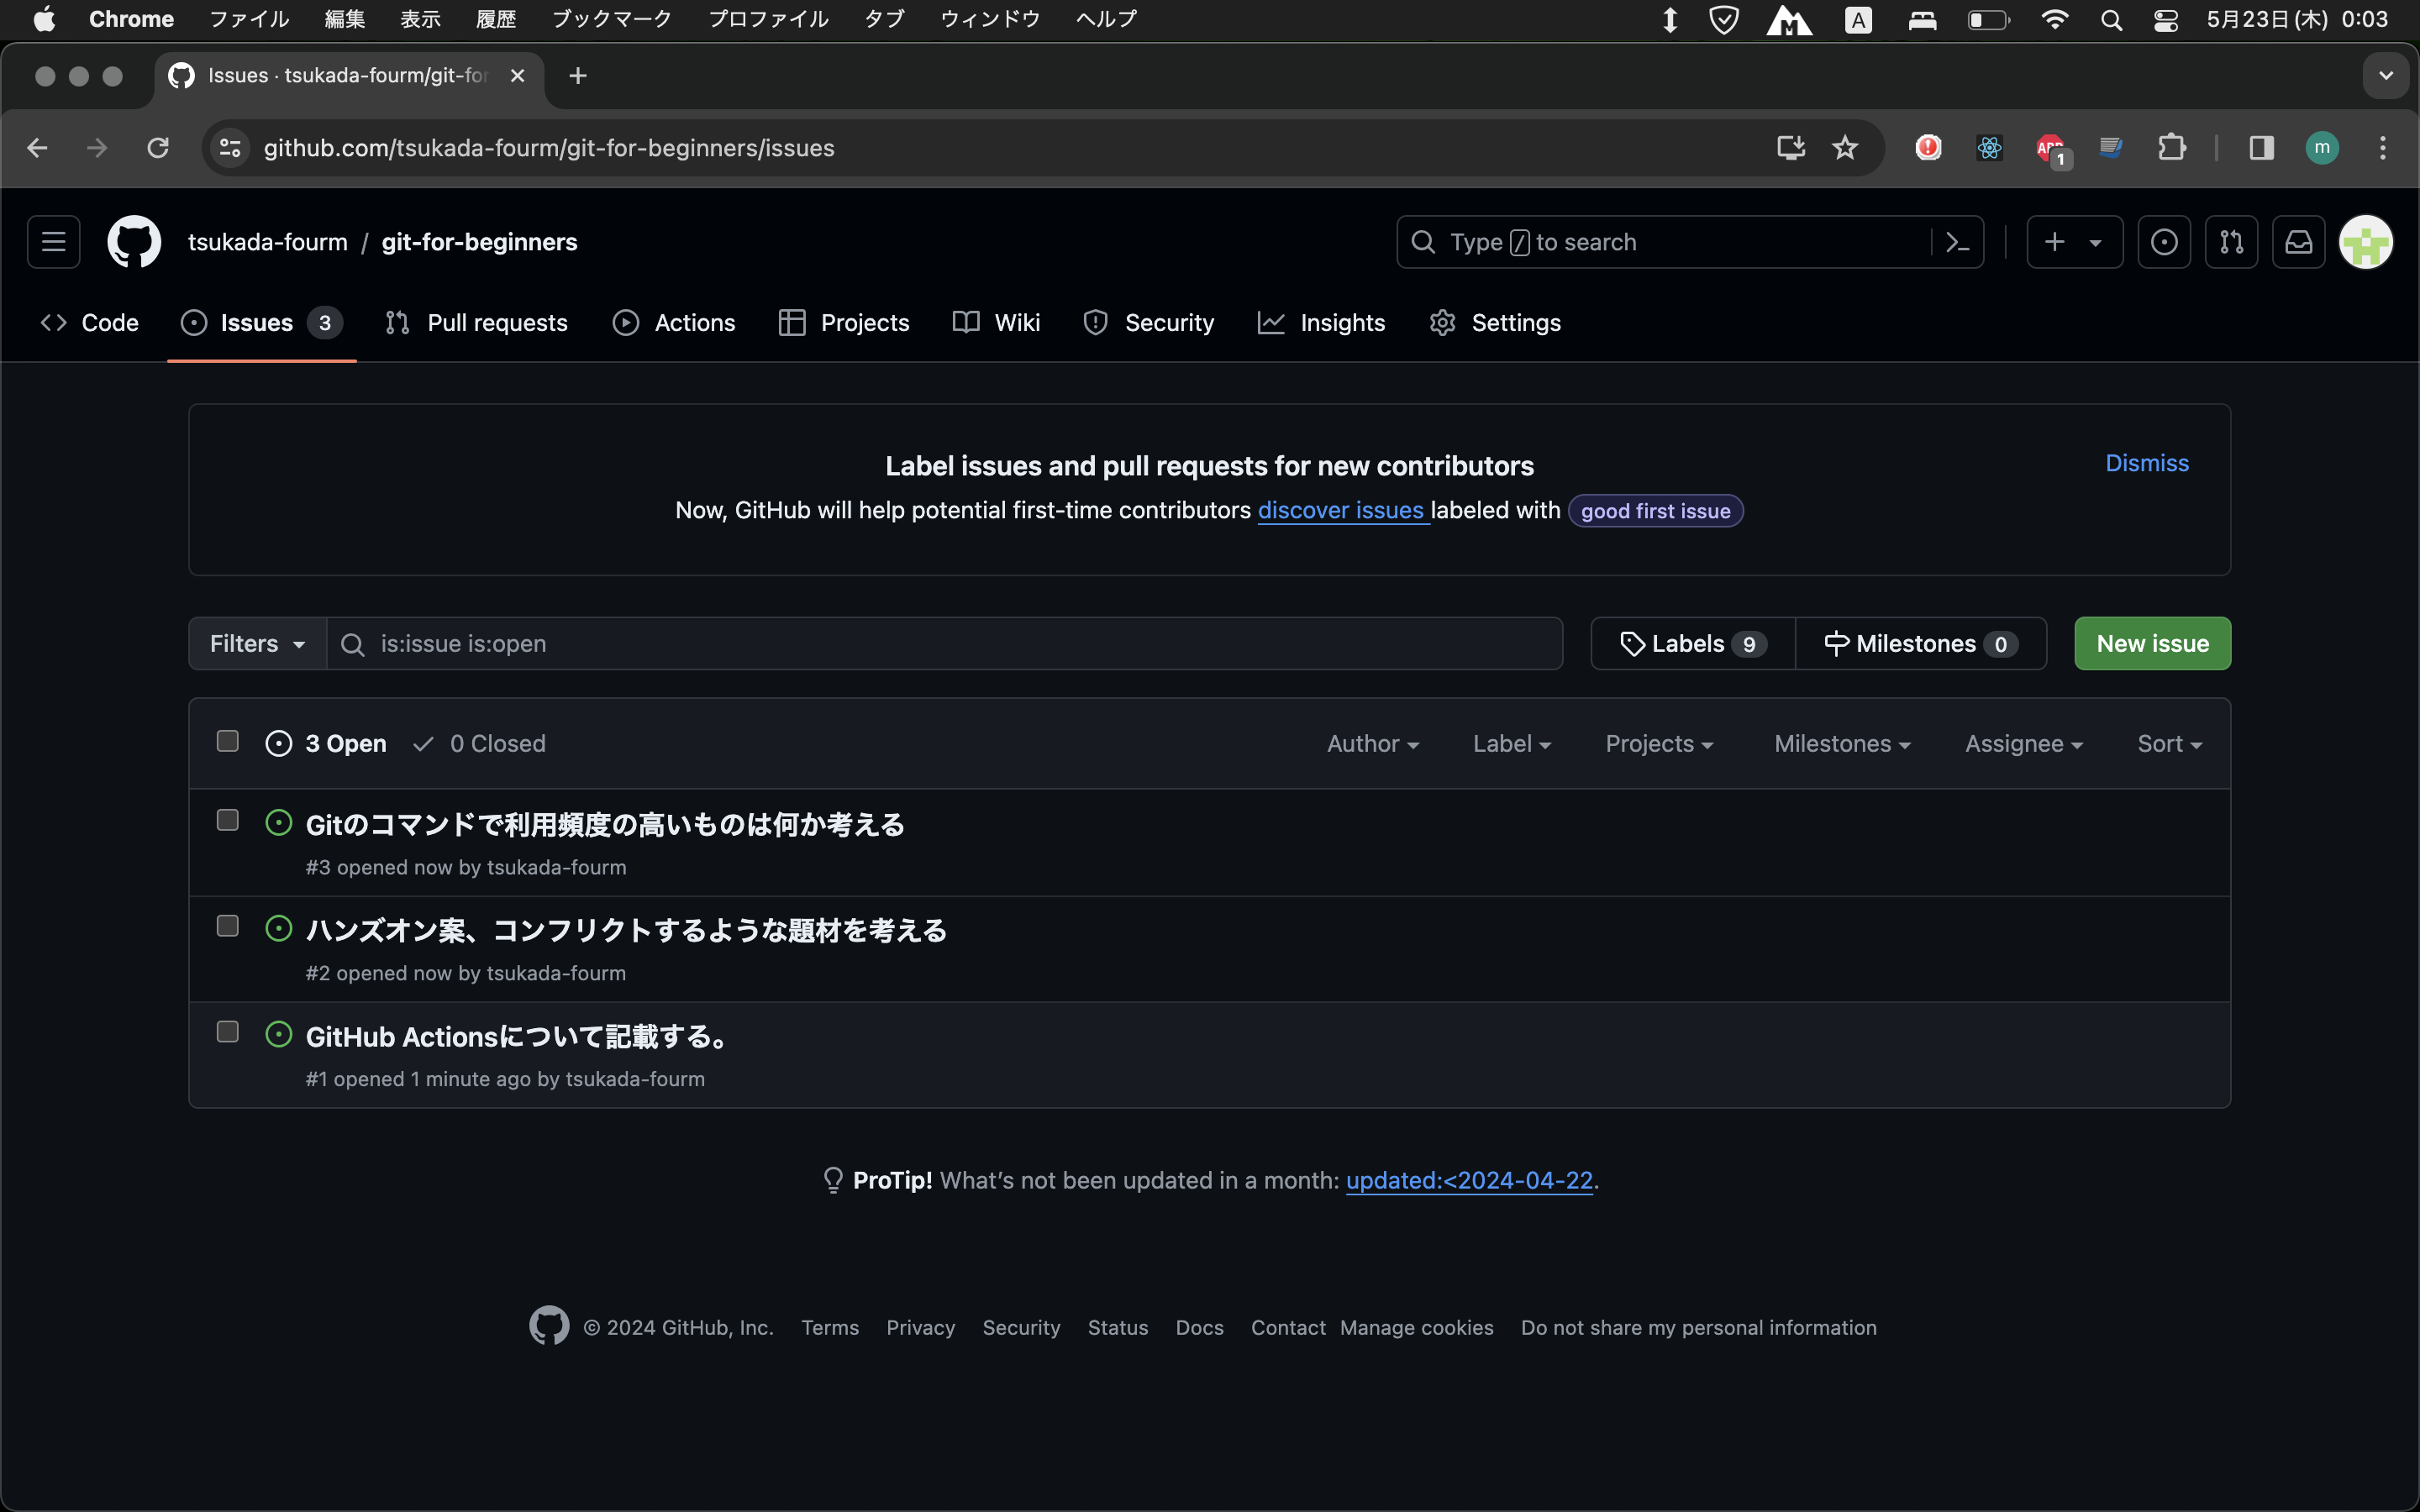 Chrome ファイル 編集 表示 履歴 ブックマーク プロファイル タブ ウィンドウ ヘルプ A 5月23日(木) 0:03
Issues · tsukada-fourm/git-for
github.com/tsukada-fourm/git-for-beginners/issues ABP 1 m
tsukada-fourm / git-for-beginners Type / to search
Code Issues 3 Pull requests Actions Projects Wiki Security Insights Settings
Label issues and pull requests for new contributors
Dismiss
Now, GitHub will help potential first-time contributors discover issues labeled with good first issue
Filters is:issue is:open Labels 9 Milestones 0 New issue
3 Open 0 Closed Author Label Projects Milestones Assignee Sort
Gitのコマンドで利用頻度の高いものは何か考える
#3 opened now by tsukada-fourm
ハンズオン案、コンフリクトするような題材を考える
#2 opened now by tsukada-fourm
GitHub Actionsについて記載する。
#1 opened 1 minute ago by tsukada-fourm
ProTip! What’s not been updated in a month: updated:<2024-04-22.
© 2024 GitHub, Inc. Terms Privacy Security Status Docs Contact Manage cookies Do not share my personal information